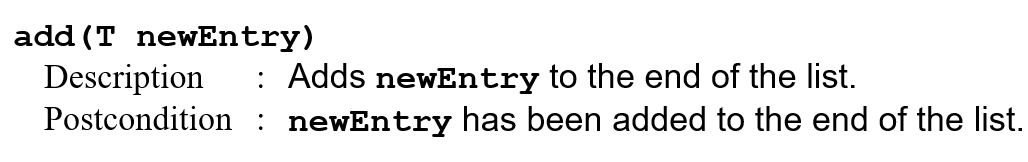 add(T newEntry)
Description : Adds newEntry to the end of the list.
Postcondition : newEntry has been added to the end of the list.